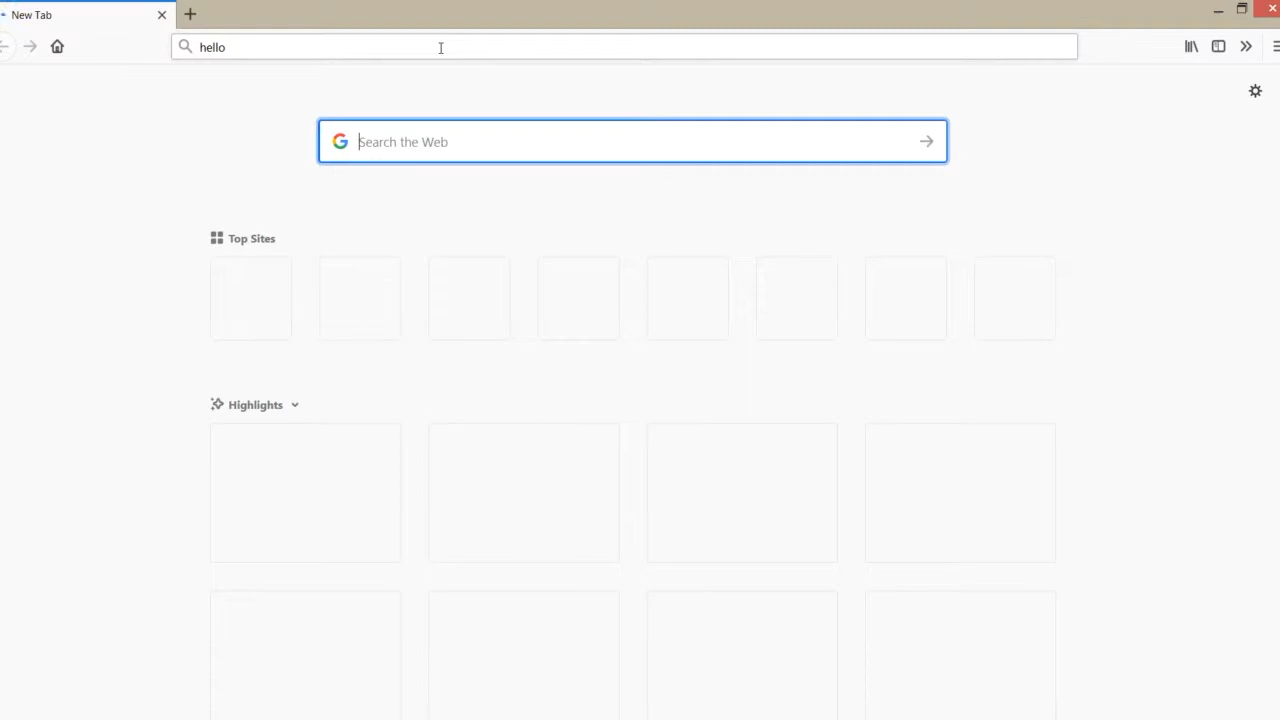 New Tab
hello
Search the Web
Top Sites
Highlights